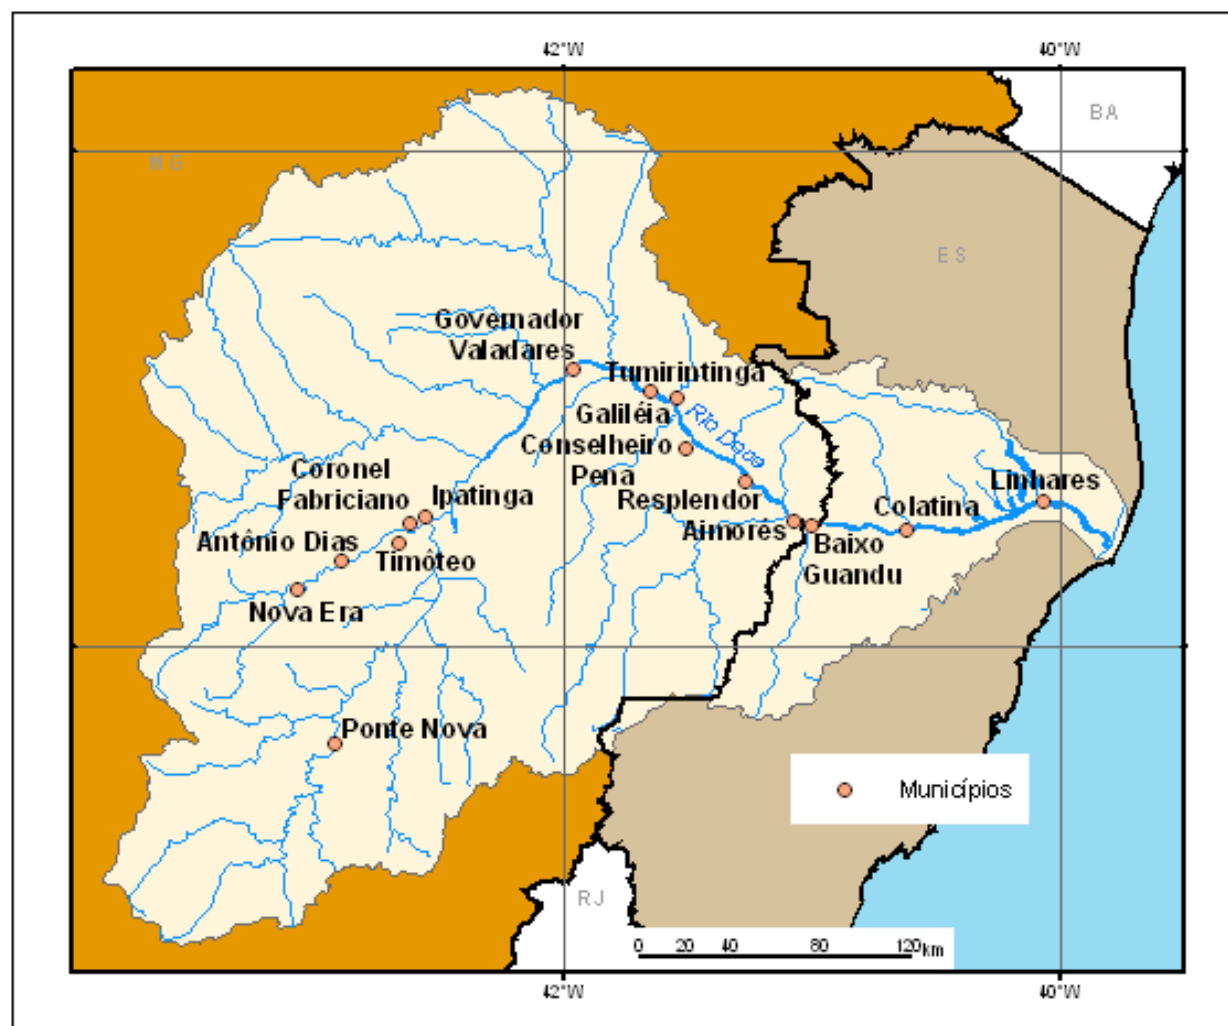 42°W
40°W
BA
MG
ES
Governador
Valadares
Tumiritinga
Galiléia
Rio Doce
Conselheiro
Pena
Coronel
Fabriciano
Ipatinga
Linhares
Resplendor
Colatina
Aimorés
Antônio Dias
Timóteo
Baixo
Guandu
Nova Era
Ponte Nova
Municípios
RJ
0 20 40 80 120 km
42°W
40°W